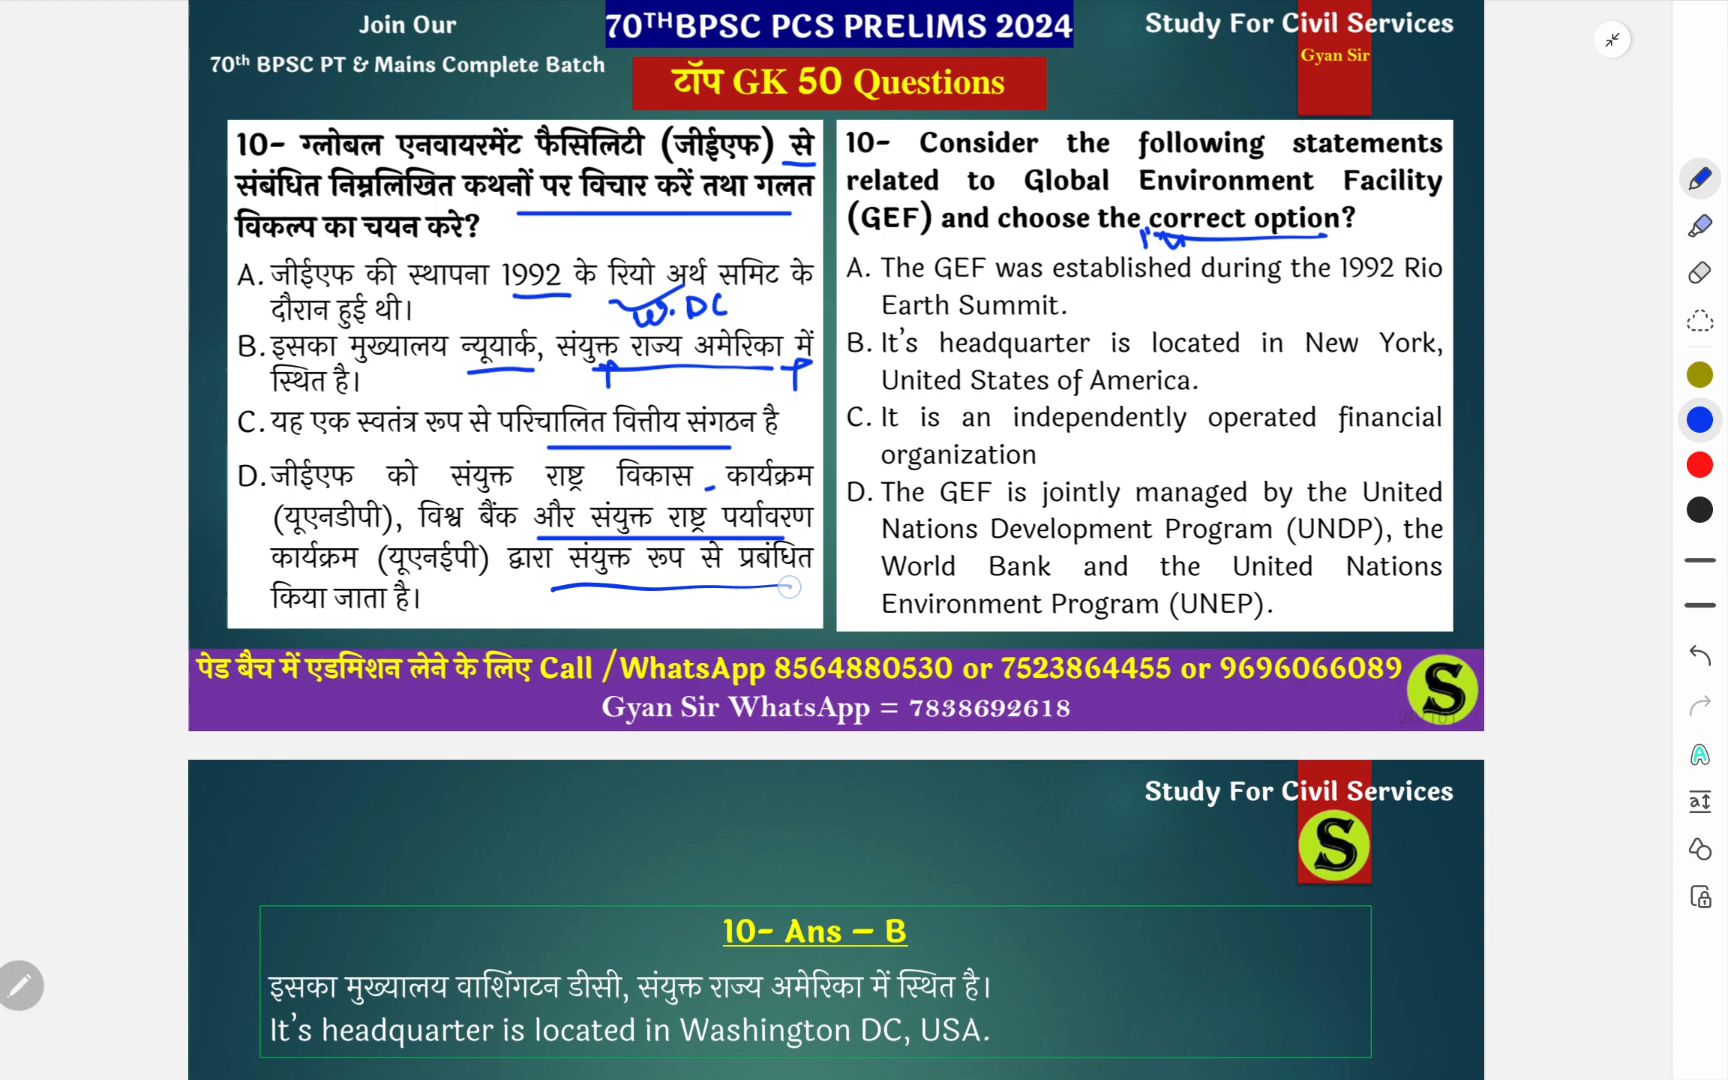 Join Our
70th BPSC PT & Mains Complete Batch
70THBPSC PCS PRELIMS 2024
टॉप GK 50 Questions
Study For Civil Services
Gyan Sir
10- ग्लोबल एनवायरमेंट फैसिलिटी (जीईएफ) से
संबंधित निम्नलिखित कथनों पर विचार करें तथा गलत
विकल्प का चयन करे?
A. जीईएफ की स्थापना 1992 के रियो अर्थ समिट के
दौरान हुई थी।
W. DC
B. इसका मुख्यालय न्यूयार्क, संयुक्त राज्य अमेरिका में
स्थित है।
C. यह एक स्वतंत्र रूप से परिचालित वित्तीय संगठन है
D. जीईएफ को संयुक्त राष्ट्र विकास कार्यक्रम
(यूएनडीपी), विश्व बैंक और संयुक्त राष्ट्र पर्यावरण
कार्यक्रम (यूएनईपी) द्वारा संयुक्त रूप से प्रबंधित
किया जाता है।
10- Consider the following statements
related to Global Environment Facility
(GEF) and choose the correct option?
A. The GEF was established during the 1992 Rio
Earth Summit.
B. It's headquarter is located in New York,
United States of America.
C. It is an independently operated financial
organization
D. The GEF is jointly managed by the United
Nations Development Program (UNDP), the
World Bank and the United Nations
Environment Program (UNEP).
पेड बैच में एडमिशन लेने के लिए Call /WhatsApp 8564880530 or 7523864455 or 9696066089
Gyan Sir WhatsApp = 7838692618
S
Study For Civil Services
S
10- Ans – B
इसका मुख्यालय वाशिंगटन डीसी, संयुक्त राज्य अमेरिका में स्थित है।
It's headquarter is located in Washington DC, USA.